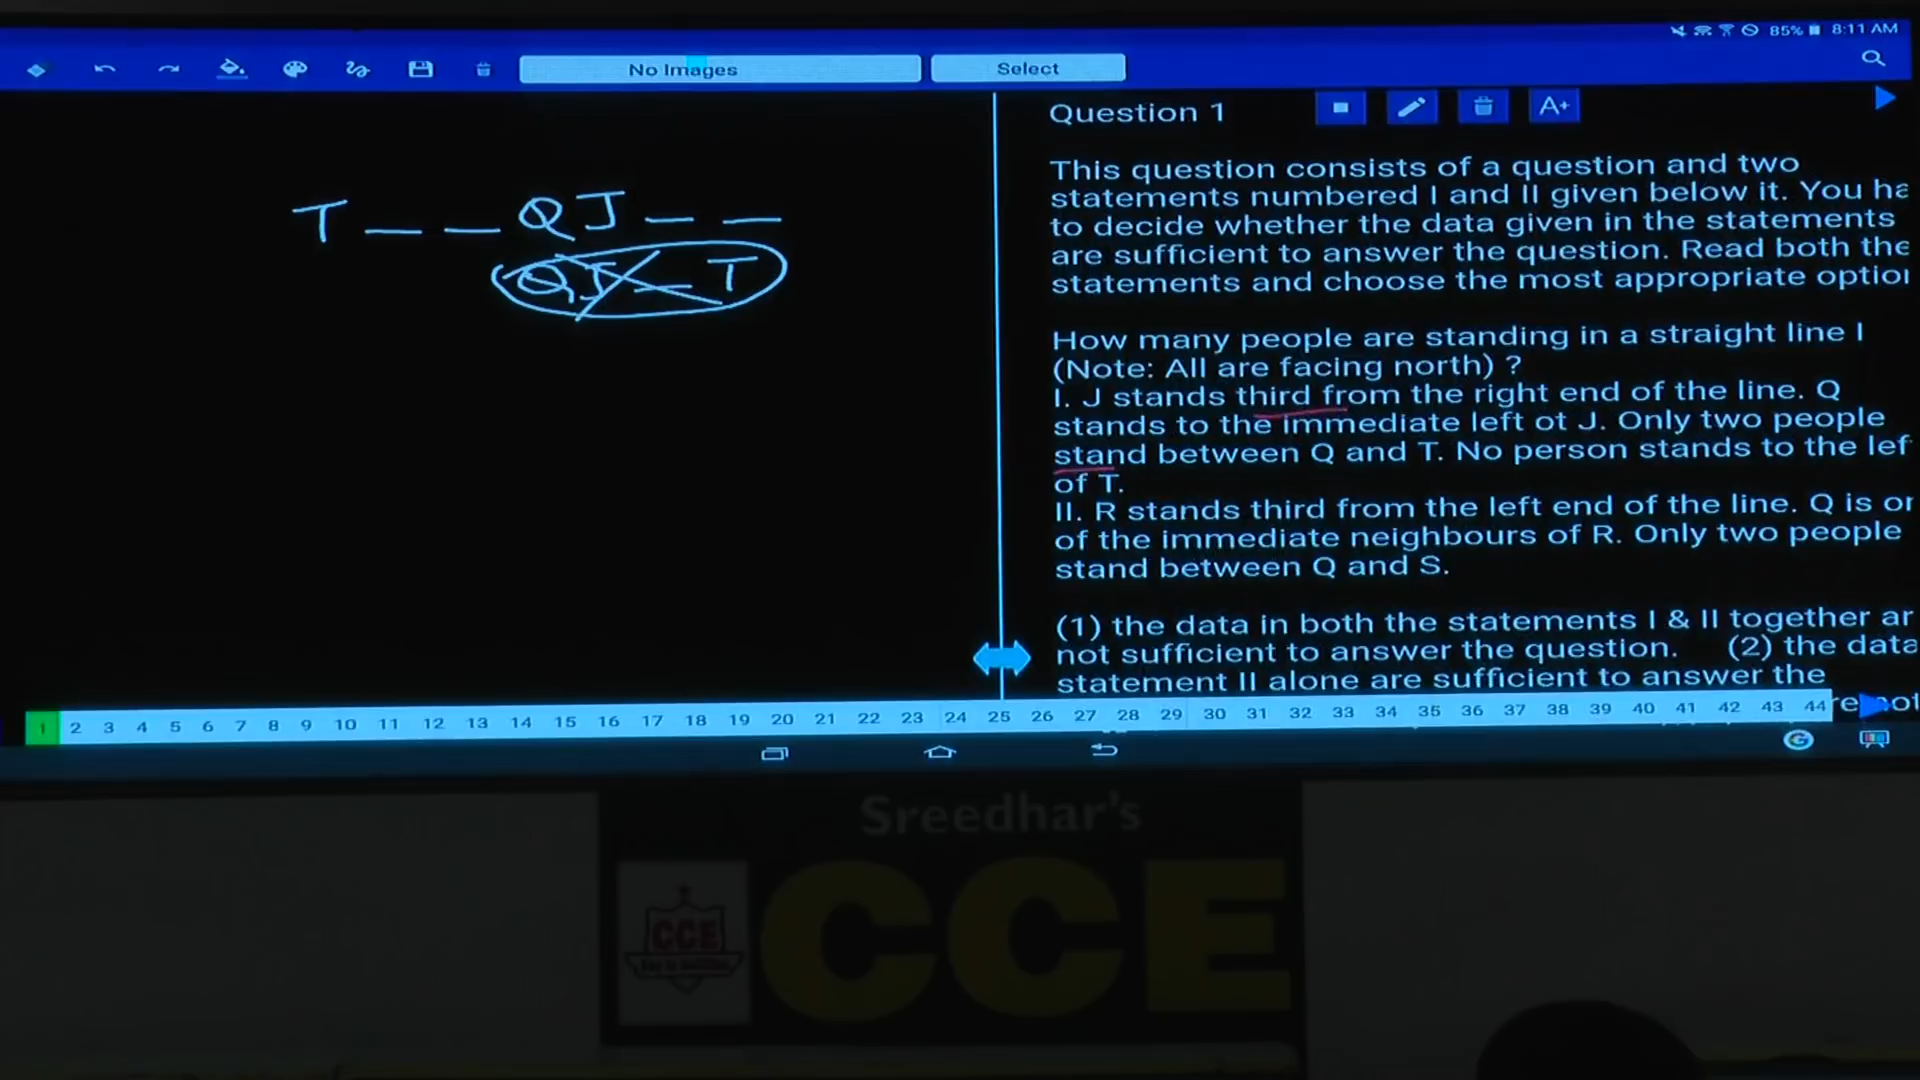 85% 8:11 AM
No Images Select
Question 1 A+
This question consists of a question and two
statements numbered I and II given below it. You ha
to decide whether the data given in the statements
are sufficient to answer the question. Read both the
statements and choose the most appropriate option
How many people are standing in a straight line I
(Note: All are facing north) ?
I. J stands third from the right end of the line. Q
stands to the immediate left ot J. Only two people
stand between Q and T. No person stands to the lef
of T.
II. R stands third from the left end of the line. Q is or
of the immediate neighbours of R. Only two people
stand between Q and S.
(1) the data in both the statements I & II together ar
not sufficient to answer the question. (2) the data
statement II alone are sufficient to answer the
T _ _ Q J _ _
Q J _ T
1 2 3 4 5 6 7 8 9 10 11 12 13 14 15 16 17 18 19 20 21 22 23 24 25 26 27 28 29 30 31 32 33 34 35 36 37 38 39 40 41 42 43 44
Sreedhar's
CCE
CCE